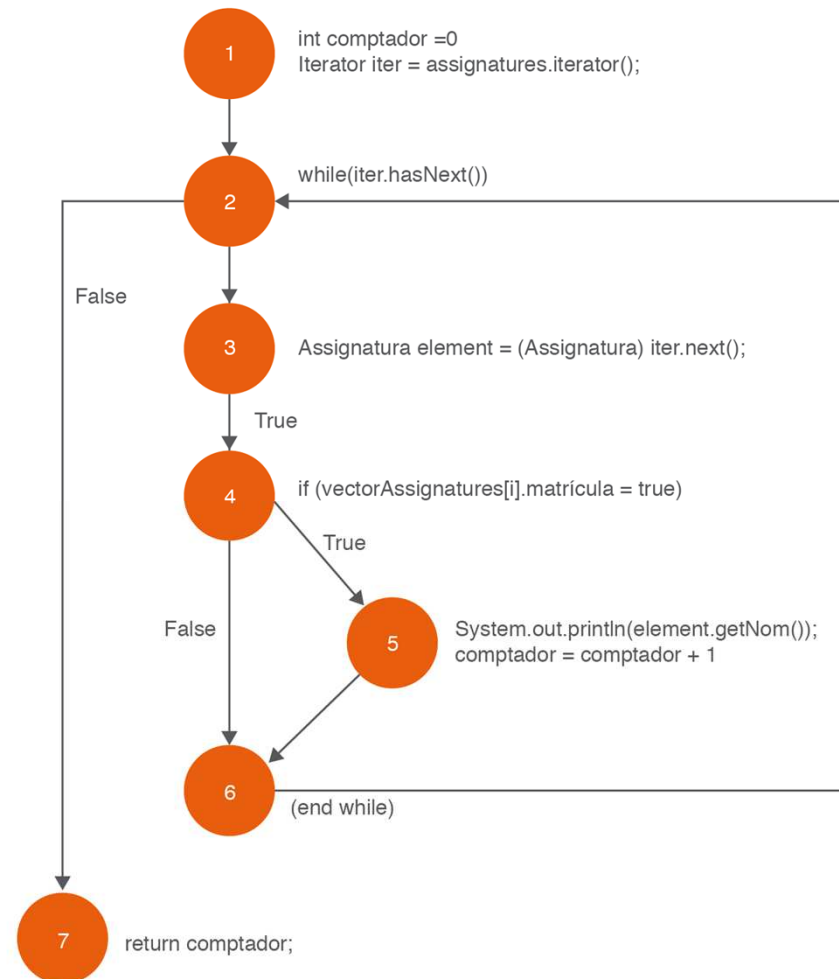 1
int comptador =0
Iterator iter = assignatures.iterator();
while(iter.hasNext())
2
False
3
Assignatura element = (Assignatura) iter.next();
True
4
if (vectorAssignatures[i].matrícula = true)
True
False
5
System.out.println(element.getNom());
comptador = comptador + 1
6
(end while)
7
return comptador;